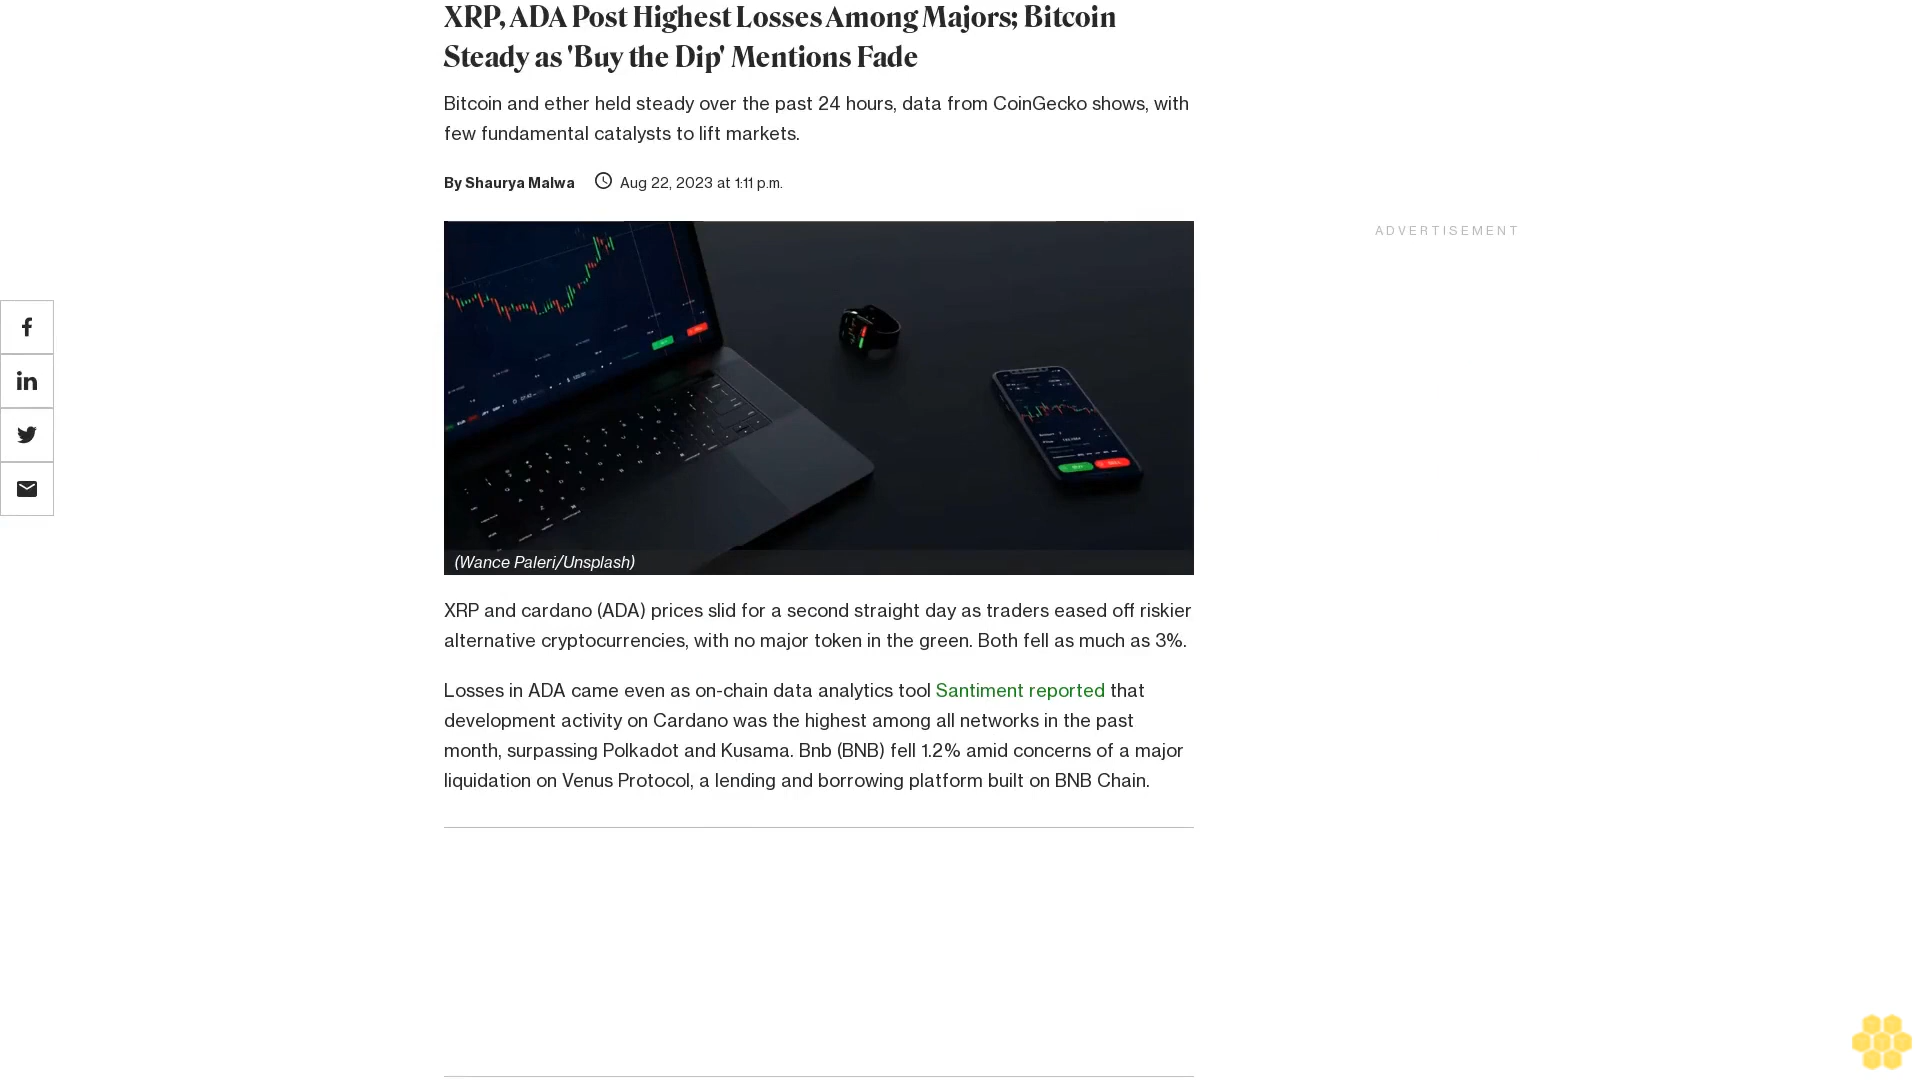 XRP, ADA Post Highest Losses Among Majors; Bitcoin
Steady as 'Buy the Dip' Mentions Fade
Bitcoin and ether held steady over the past 24 hours, data from CoinGecko shows, with
few fundamental catalysts to lift markets.
By Shaurya Malwa Aug 22, 2023 at 1:11 p.m.
ADVERTISEMENT
(Wance Paleri/Unsplash)
XRP and cardano (ADA) prices slid for a second straight day as traders eased off riskier
alternative cryptocurrencies, with no major token in the green. Both fell as much as 3%.
Losses in ADA came even as on-chain data analytics tool Santiment reported that
development activity on Cardano was the highest among all networks in the past
month, surpassing Polkadot and Kusama. Bnb (BNB) fell 1.2% amid concerns of a major
liquidation on Venus Protocol, a lending and borrowing platform built on BNB Chain.